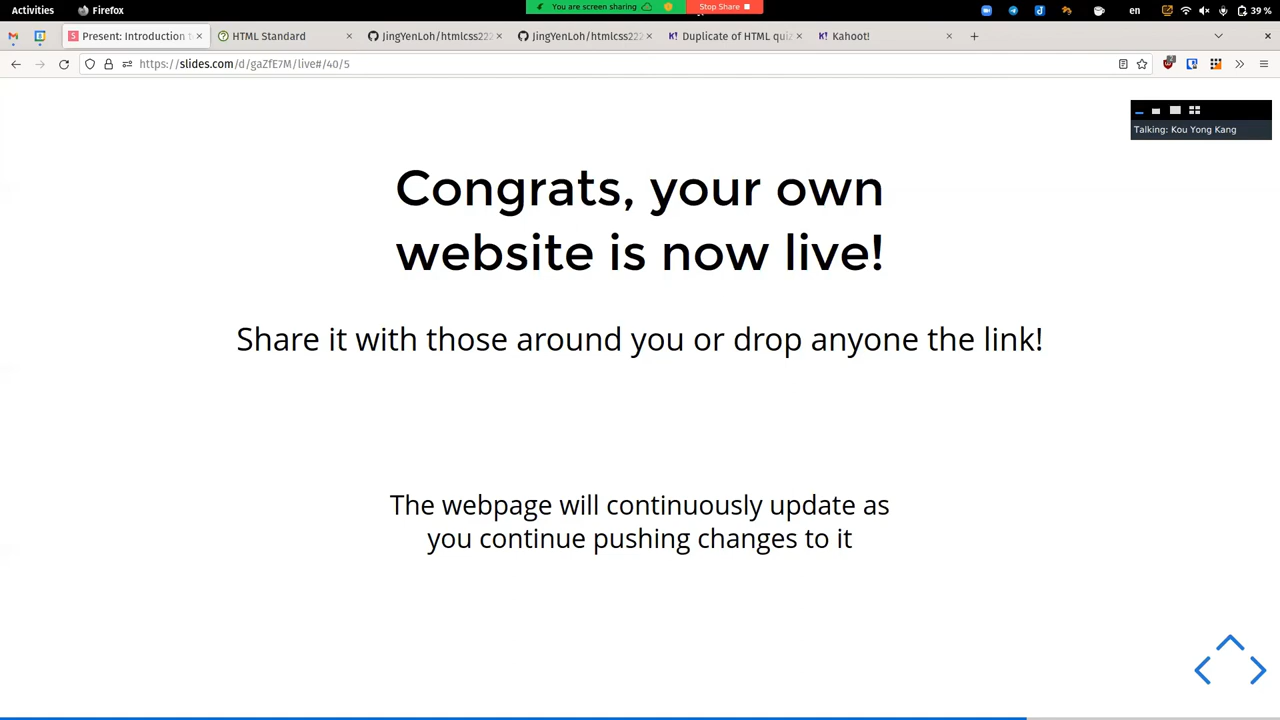 Activities
Firefox
You are screen sharing
Stop Share
en
39 %
Present: Introduction t
HTML Standard
JingYenLoh/htmlcss222
JingYenLoh/htmlcss222
Duplicate of HTML qui
Kahoot!
https://slides.com/d/gaZfE7M/live#/40/5
Talking: Kou Yong Kang
Congrats, your own
website is now live!
Share it with those around you or drop anyone the link!
The webpage will continuously update as
you continue pushing changes to it